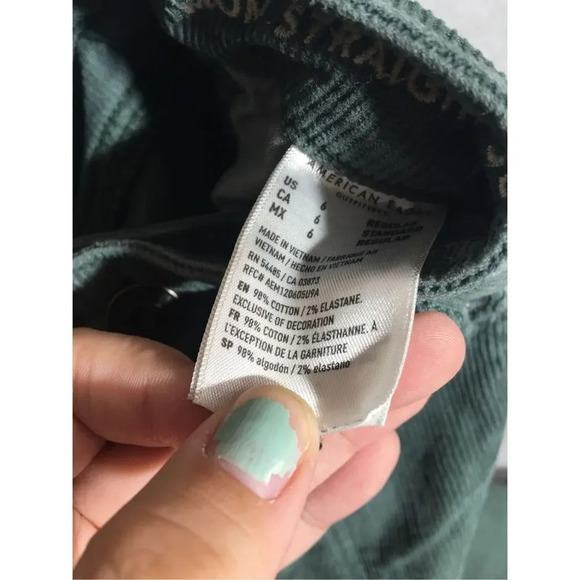 STRAIGHT
AMERICAN EAGLE
OUTFITTERS
US 6 REGULAR
CA 6 STANDARD
MX 6 REGULAR
MADE IN VIETNAM / FABRIQUÉ AU
VIETNAM / HECHO EN VIETNAM
RN 54485 / CA 03873
RFC# AEM120605U9A
EN 98% COTTON / 2% ELASTANE,
EXCLUSIVE OF DECORATION
FR 98% COTON / 2% ÉLASTHANNE, À
L'EXCEPTION DE LA GARNITURE
SP 98% algodón / 2% elastano